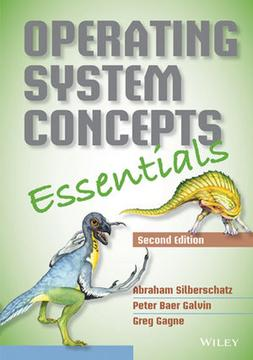 OPERATING
SYSTEM
CONCEPTS
Essentials
Second Edition
Abraham Silberschatz
Peter Baer Galvin
Greg Gagne
WILEY